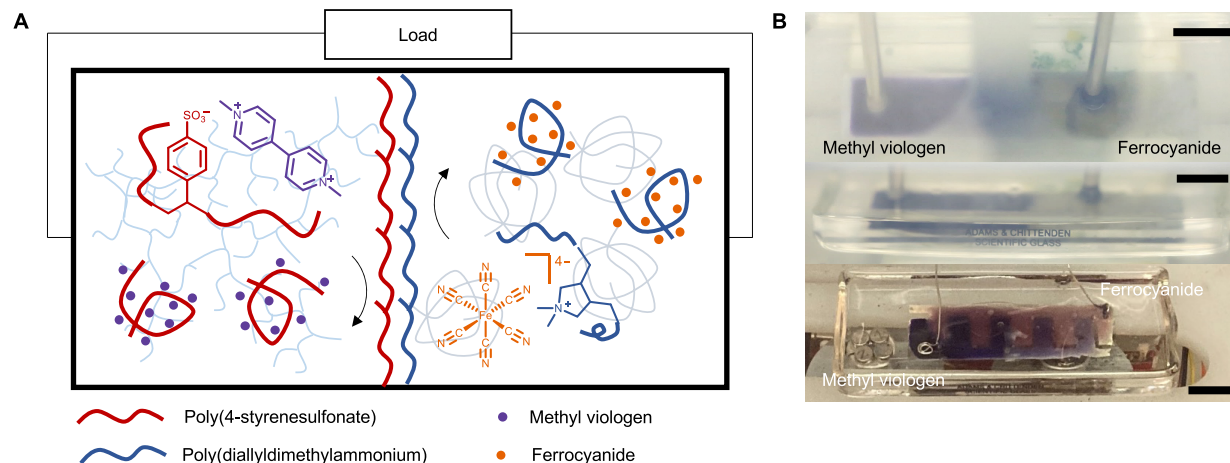 A
Load
SO3−
+
N
N
+
4−
N
C
N
C
C
N
Fe
N
C
C
N
C
N
N
+
Poly(4-styrenesulfonate)
Methyl viologen
Poly(diallyldimethylammonium)
Ferrocyanide
B
Methyl viologen
Ferrocyanide
ADAMS & CHITTENDEN
SCIENTIFIC GLASS
Ferrocyanide
Methyl viologen